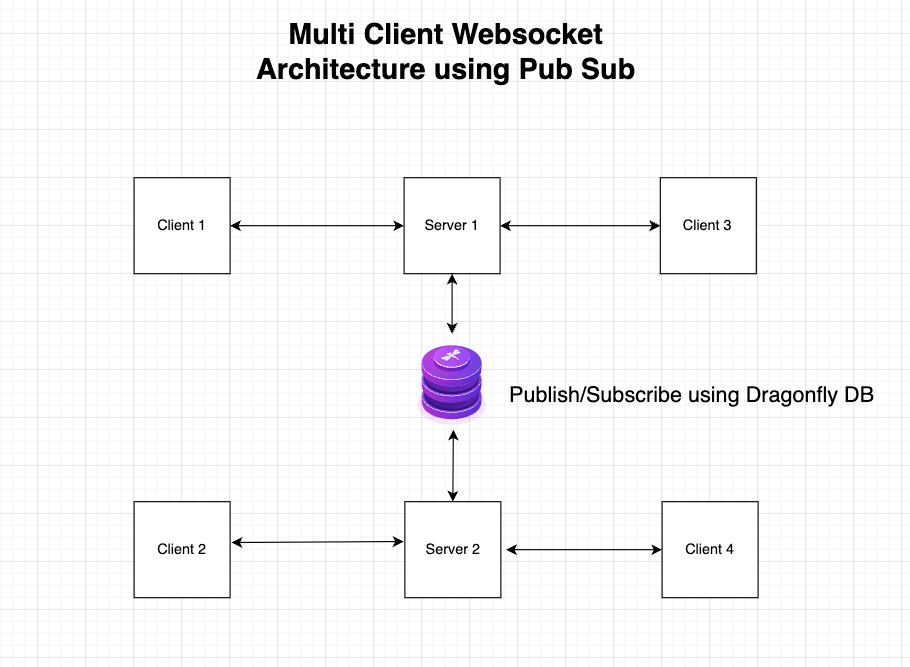 Multi Client Websocket
Architecture using Pub Sub
Client 1
Server 1
Client 3
Publish/Subscribe using Dragonfly DB
Client 2
Server 2
Client 4